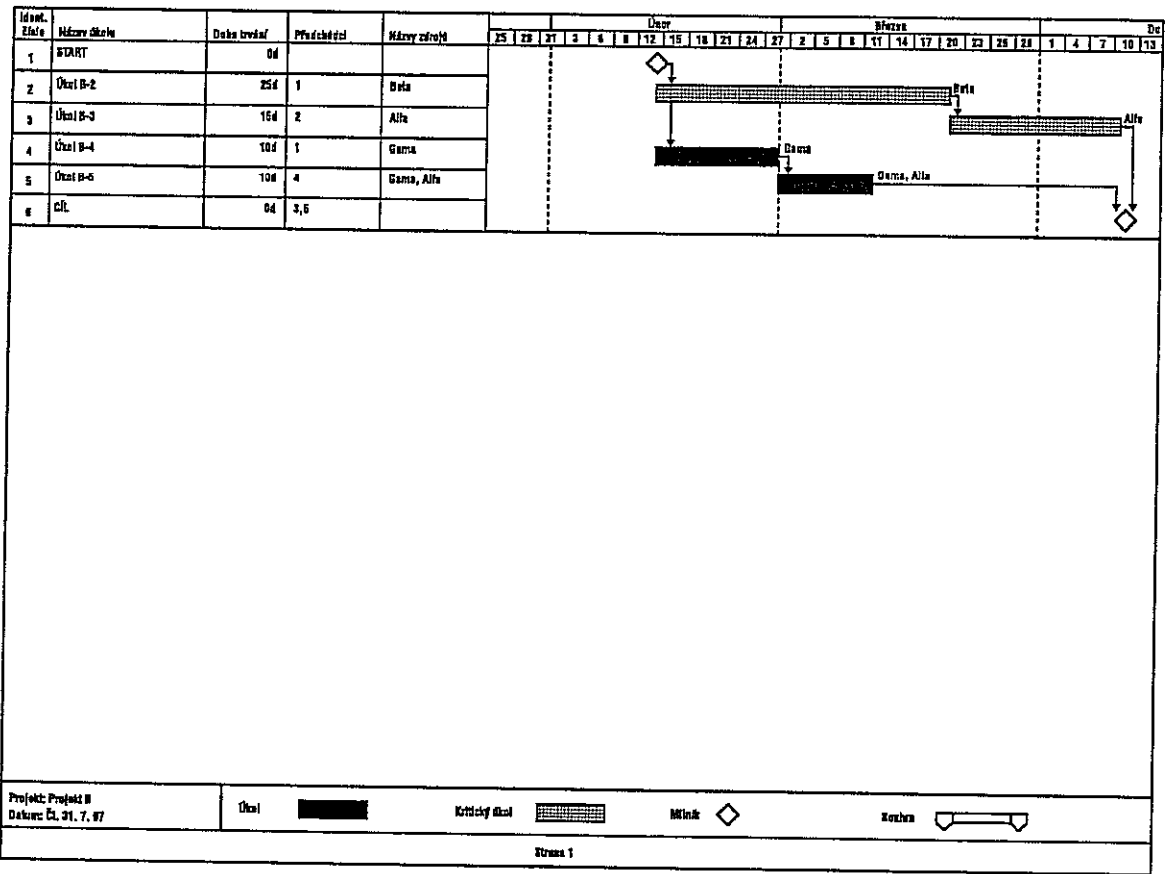 Ident.
Číslo Název úkolu Doba trvání Předchůdci Názvy zdrojů
Únor Březen
25 28 31 3 6 9 12 15 18 21 24 27 2 5 8 11 14 17 20 23 26 29 1 4 7 10 13
1 START 0d
2 Úkol B-2 25d 1 Beta Beta
3 Úkol B-3 15d 2 Alfa Alfa
4 Úkol B-4 10d 1 Gama Gama
5 Úkol B-5 10d 4 Gama, Alfa Gama, Alfa
6 CÍL 0d 3,5
Projekt: Projekt B
Datum: Čt, 31. 7. 97
Úkol Kritický úkol Milník Souhrn
Strana 1